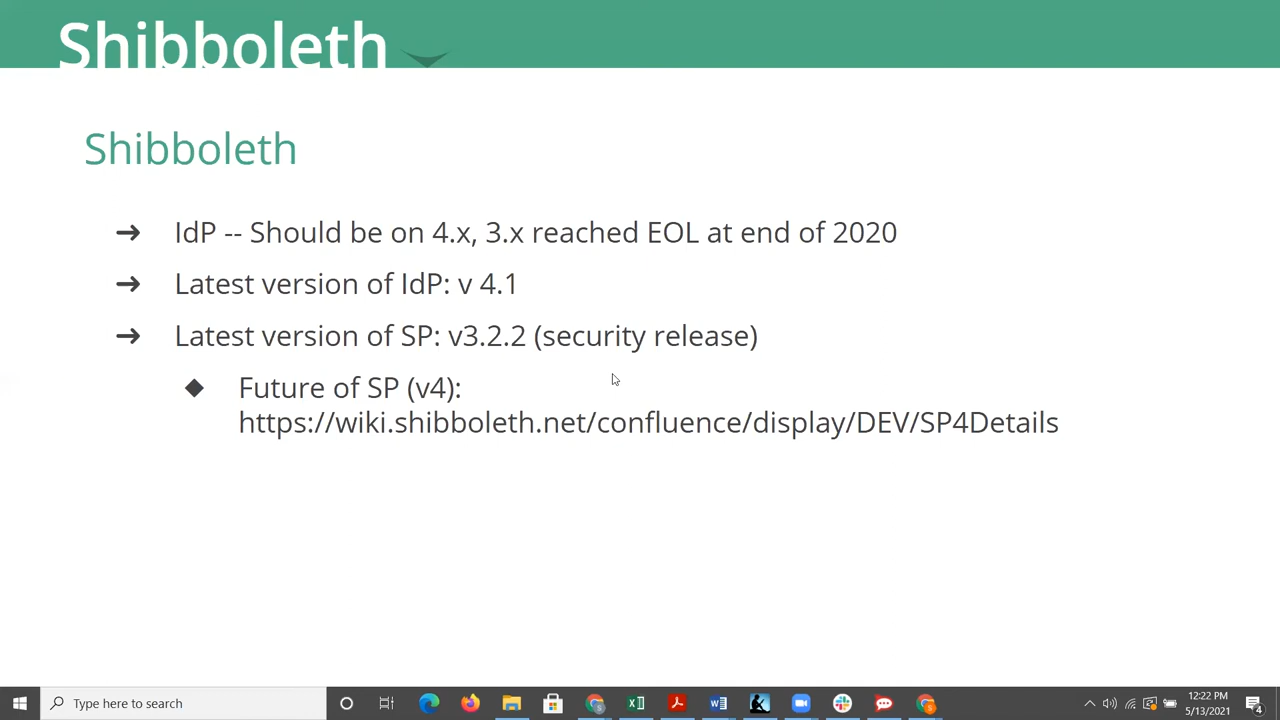 Shibboleth
Shibboleth
➔ IdP -- Should be on 4.x, 3.x reached EOL at end of 2020
➔ Latest version of IdP: v 4.1
➔ Latest version of SP: v3.2.2 (security release)
◆ Future of SP (v4):
https://wiki.shibboleth.net/confluence/display/DEV/SP4Details
Type here to search
12:22 PM
5/13/2021
4